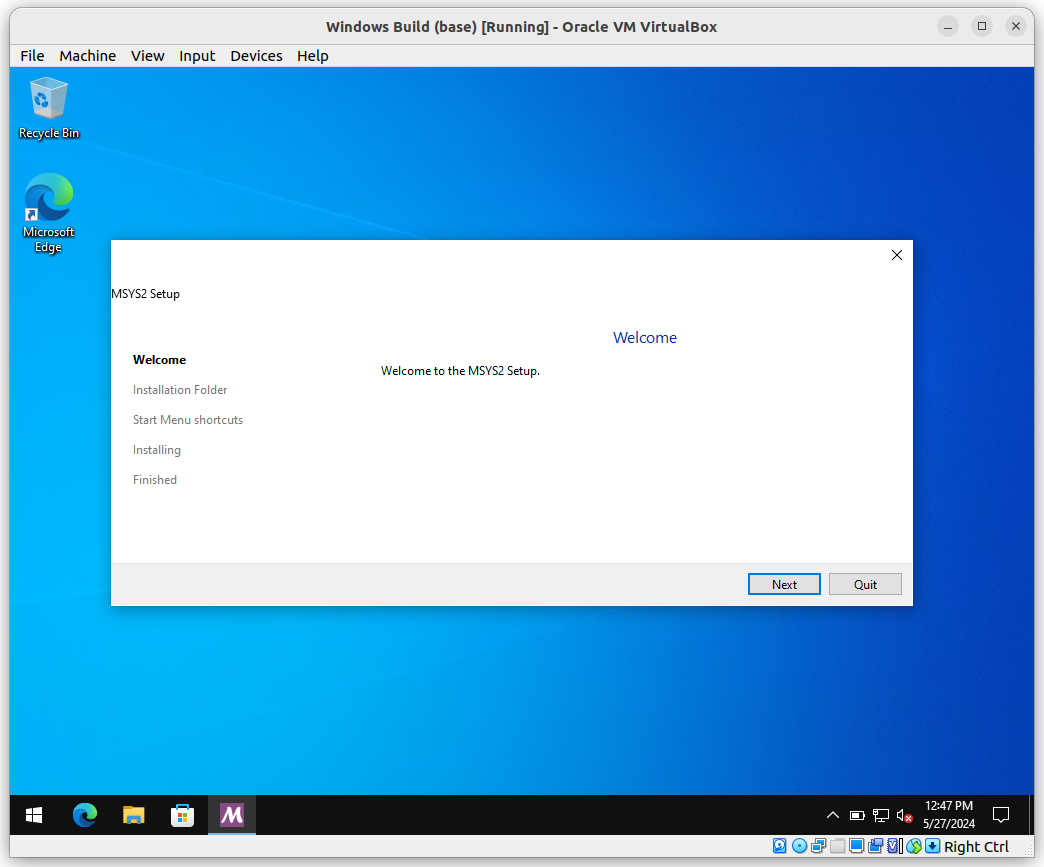 Windows Build (base) [Running] - Oracle VM VirtualBox
File Machine View Input Devices Help
Recycle Bin
Microsoft
Edge
MSYS2 Setup
Welcome
Welcome
Welcome to the MSYS2 Setup.
Installation Folder
Start Menu shortcuts
Installing
Finished
Next Quit
12:47 PM
5/27/2024
Right Ctrl